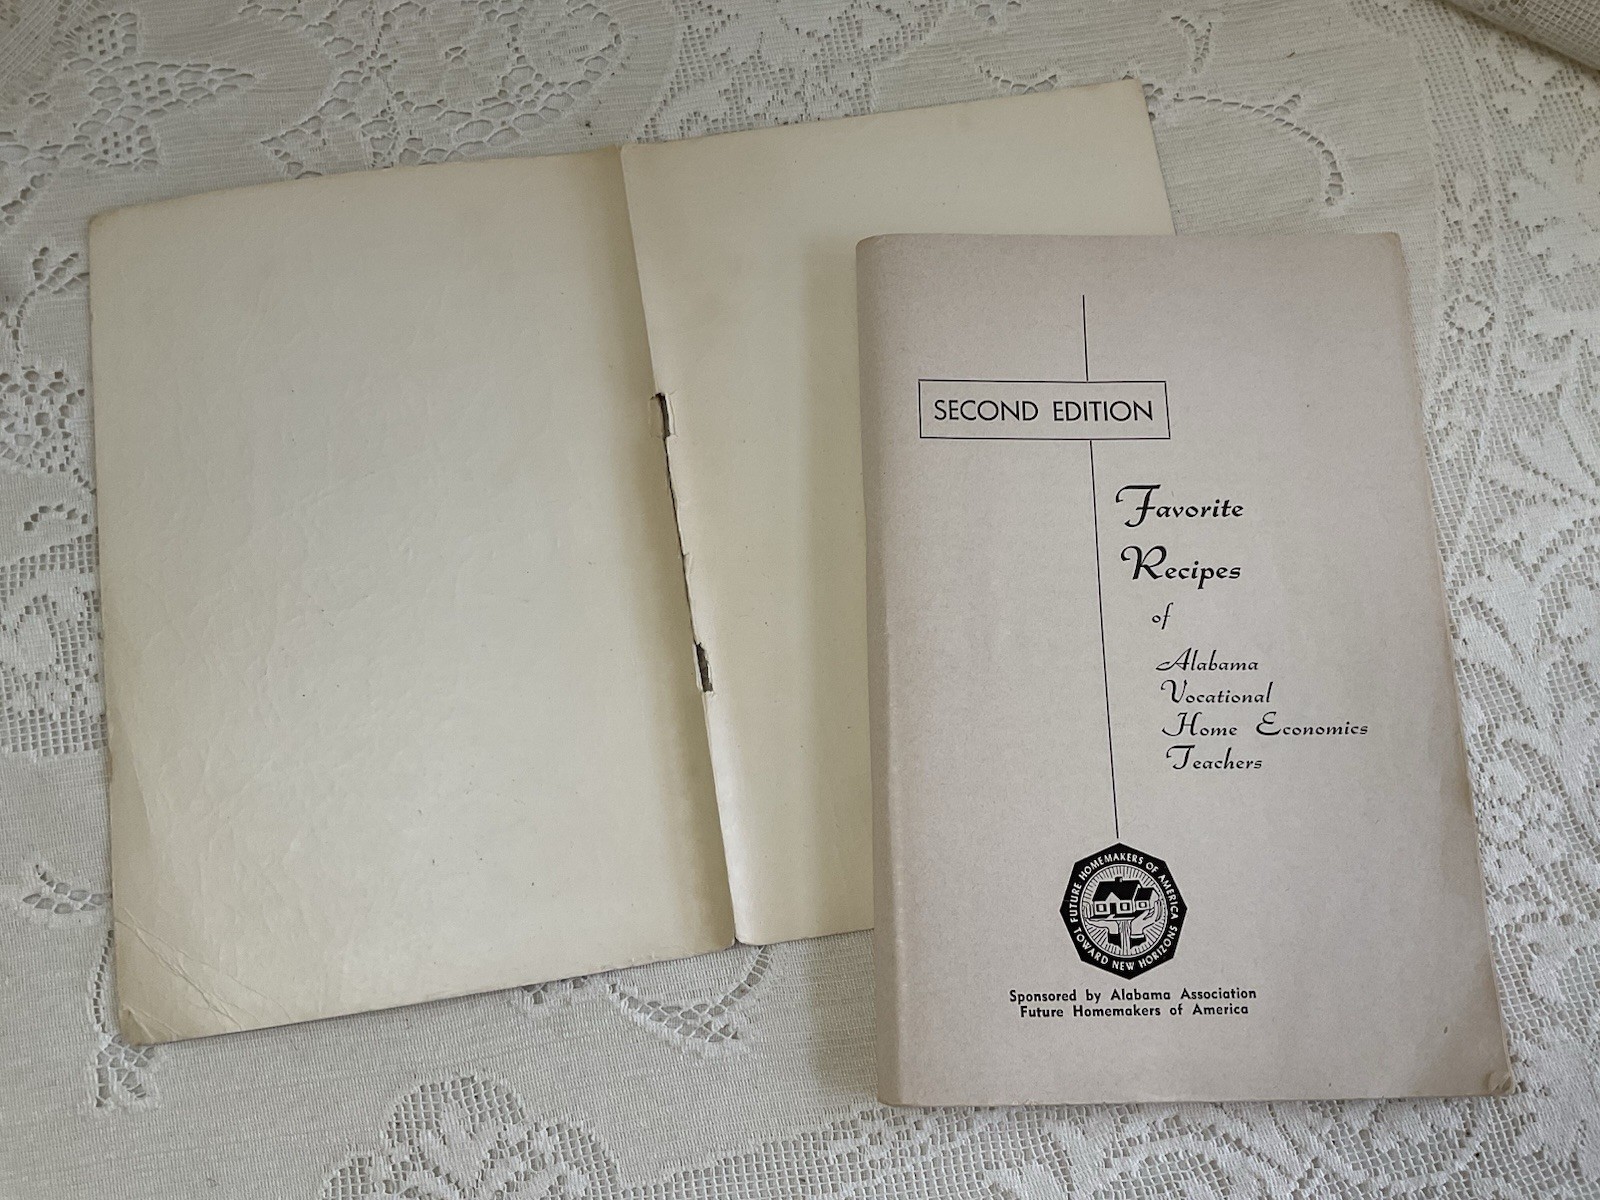 SECOND EDITION
Favorite
Recipes
of
Alabama
Vocational
Home Economics
Teachers
FUTURE HOMEMAKERS OF AMERICA
TOWARD NEW HORIZONS
Sponsored by Alabama Association
Future Homemakers of America